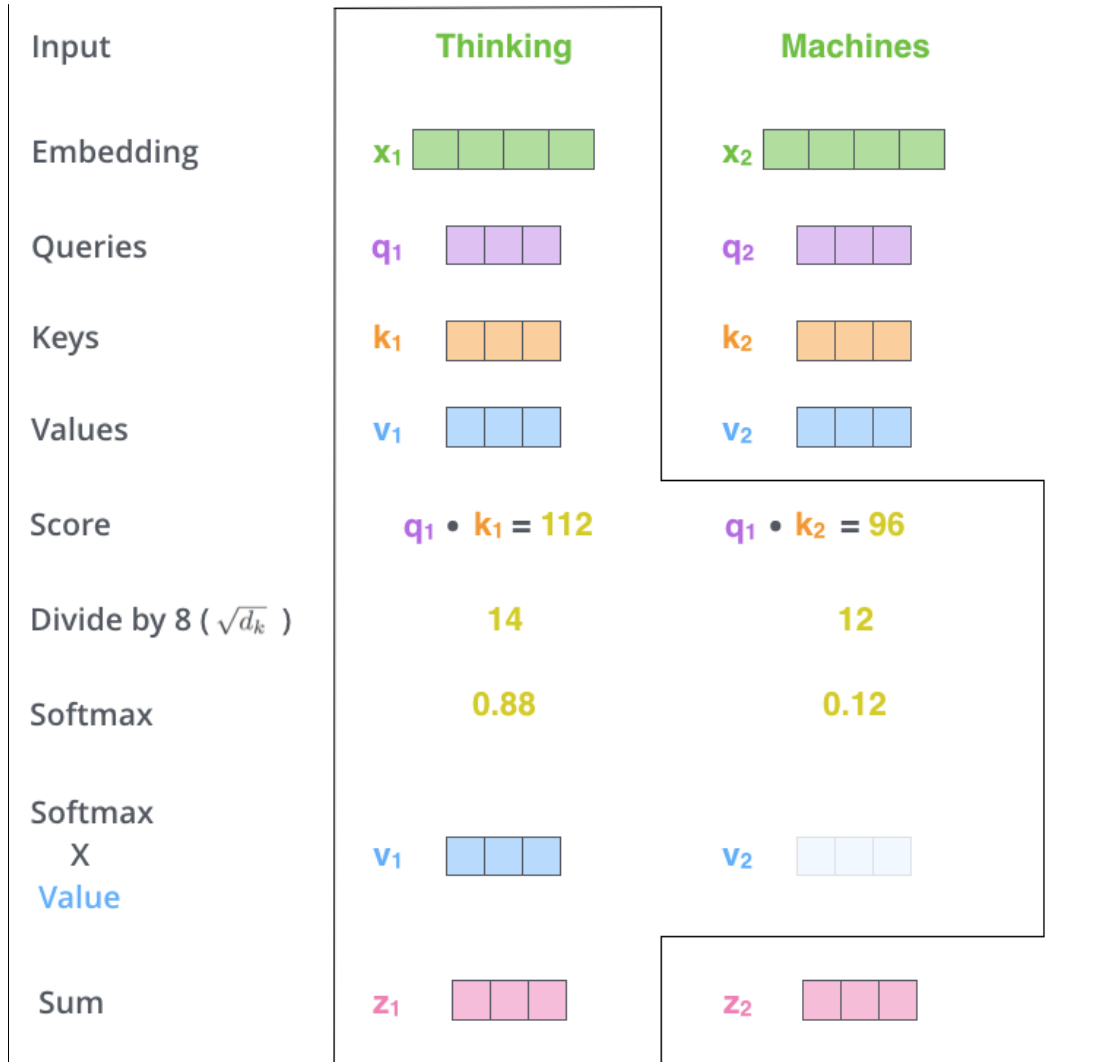 Input Thinking Machines
Embedding x₁ x₂
Queries q₁ q₂
Keys k₁ k₂
Values v₁ v₂
Score q₁ • k₁ = 112 q₁ • k₂ = 96
Divide by 8 ( √dₖ ) 14 12
Softmax 0.88 0.12
Softmax
X v₁ v₂
Value
Sum z₁ z₂